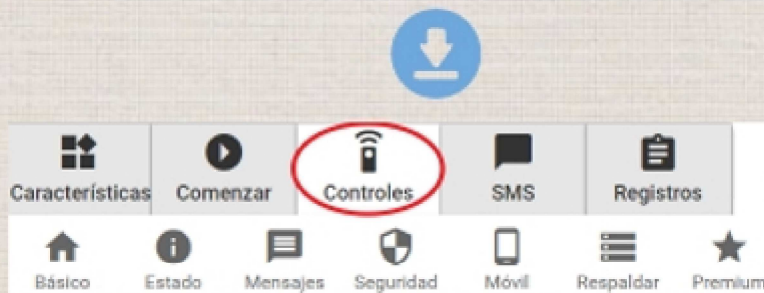 Características Comenzar Controles SMS Registros
Básico Estado Mensajes Seguridad Móvil Respaldar Premium